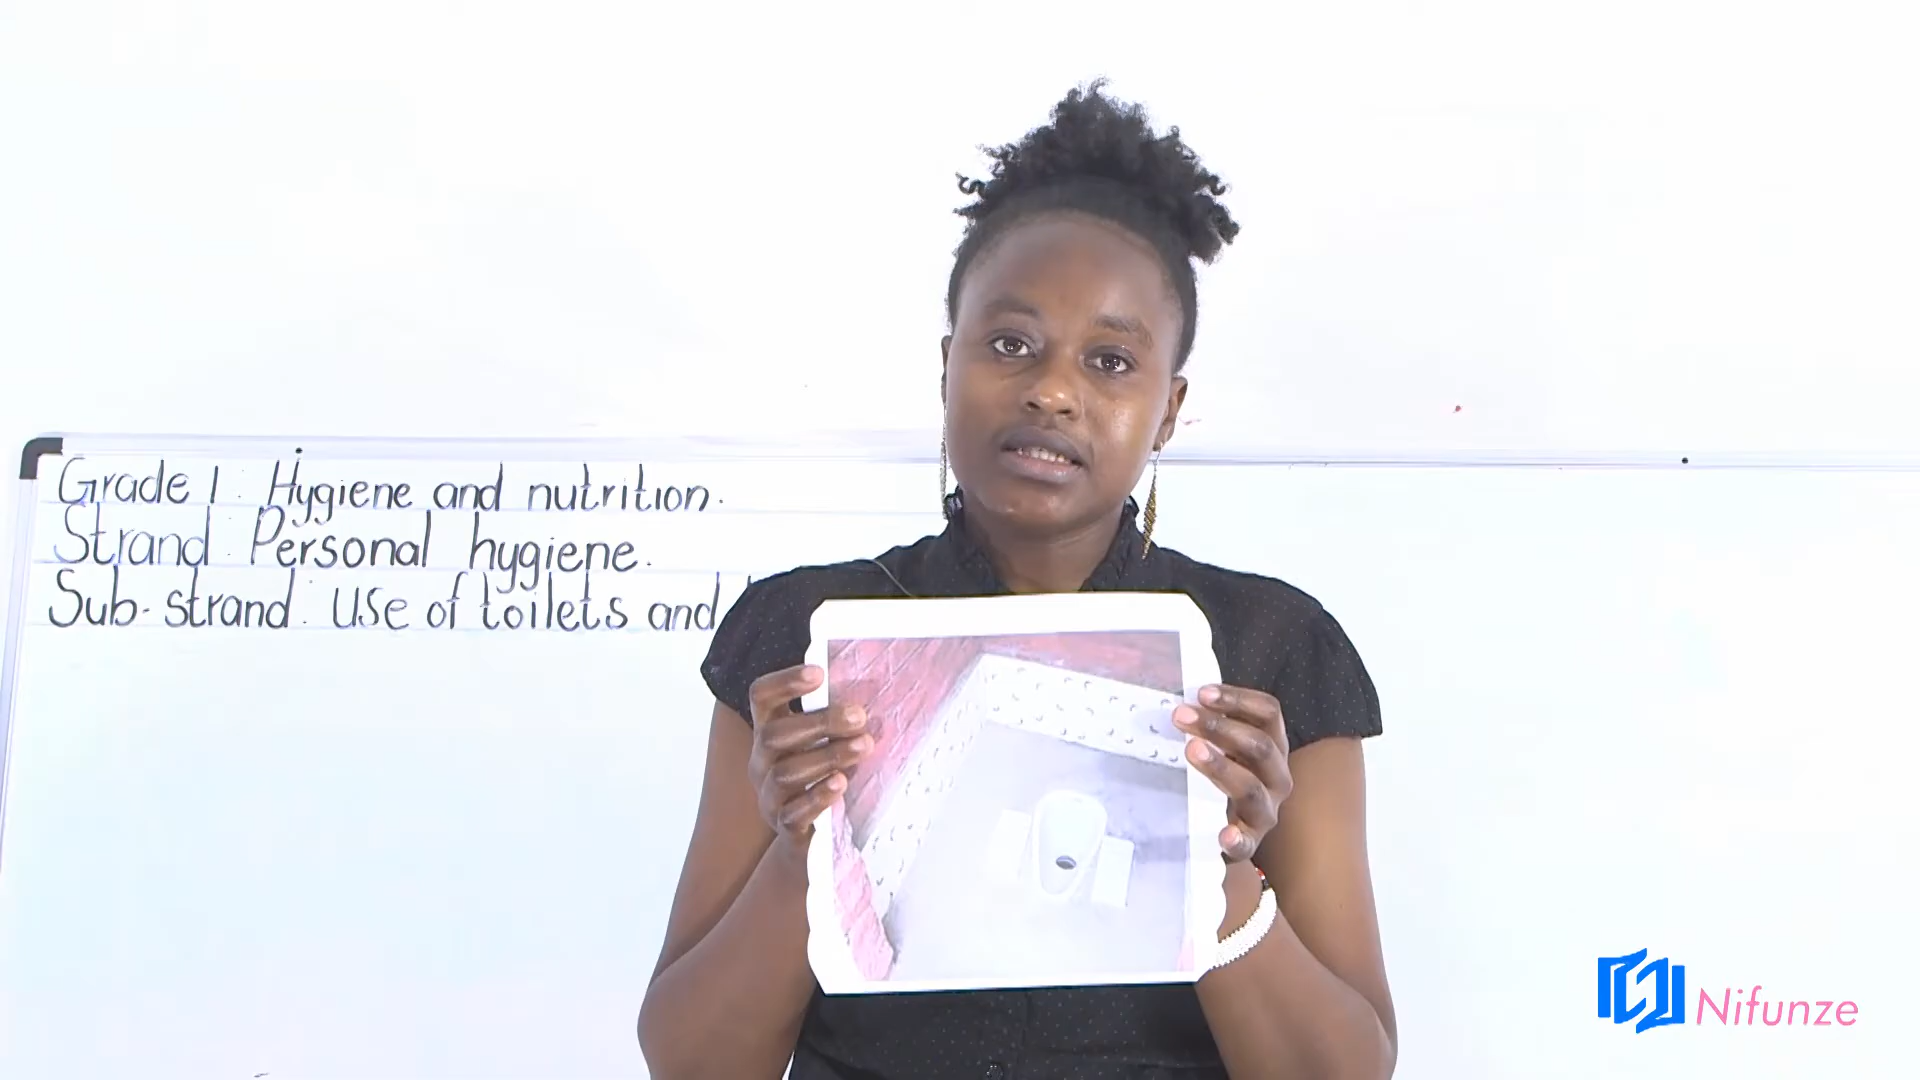 Grade 1: Hygiene and nutrition.
Strand: Personal hygiene.
Sub-strand: Use of toilets and
Nifunze